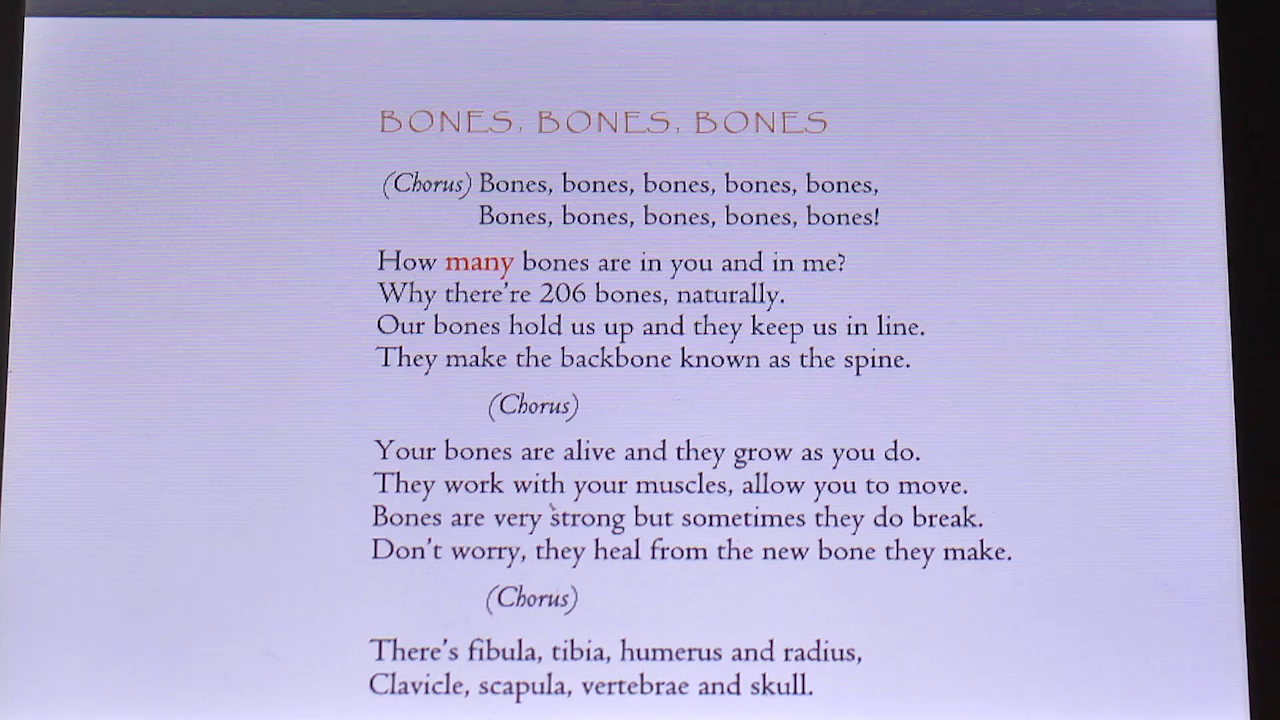 BONES, BONES, BONES
(Chorus) Bones, bones, bones, bones, bones,
Bones, bones, bones, bones, bones!
How many bones are in you and in me?
Why there're 206 bones, naturally.
Our bones hold us up and they keep us in line.
They make the backbone known as the spine.
(Chorus)
Your bones are alive and they grow as you do.
They work with your muscles, allow you to move.
Bones are very strong but sometimes they do break.
Don't worry, they heal from the new bone they make.
(Chorus)
There's fibula, tibia, humerus and radius,
Clavicle, scapula, vertebrae and skull.